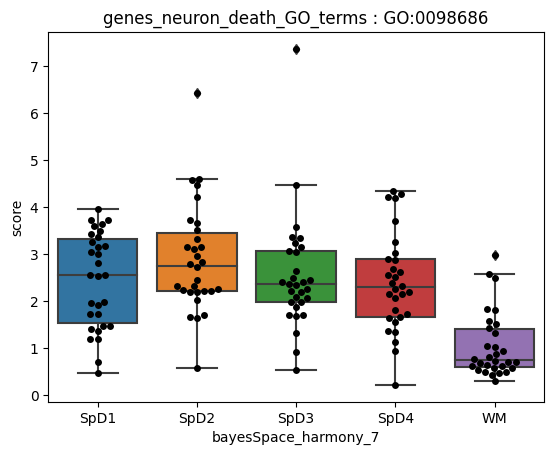 genes_neuron_death_GO_terms : GO:0098686
score
7
6
5
4
3
2
1
0
SpD1 SpD2 SpD3 SpD4 WM
bayesSpace_harmony_7